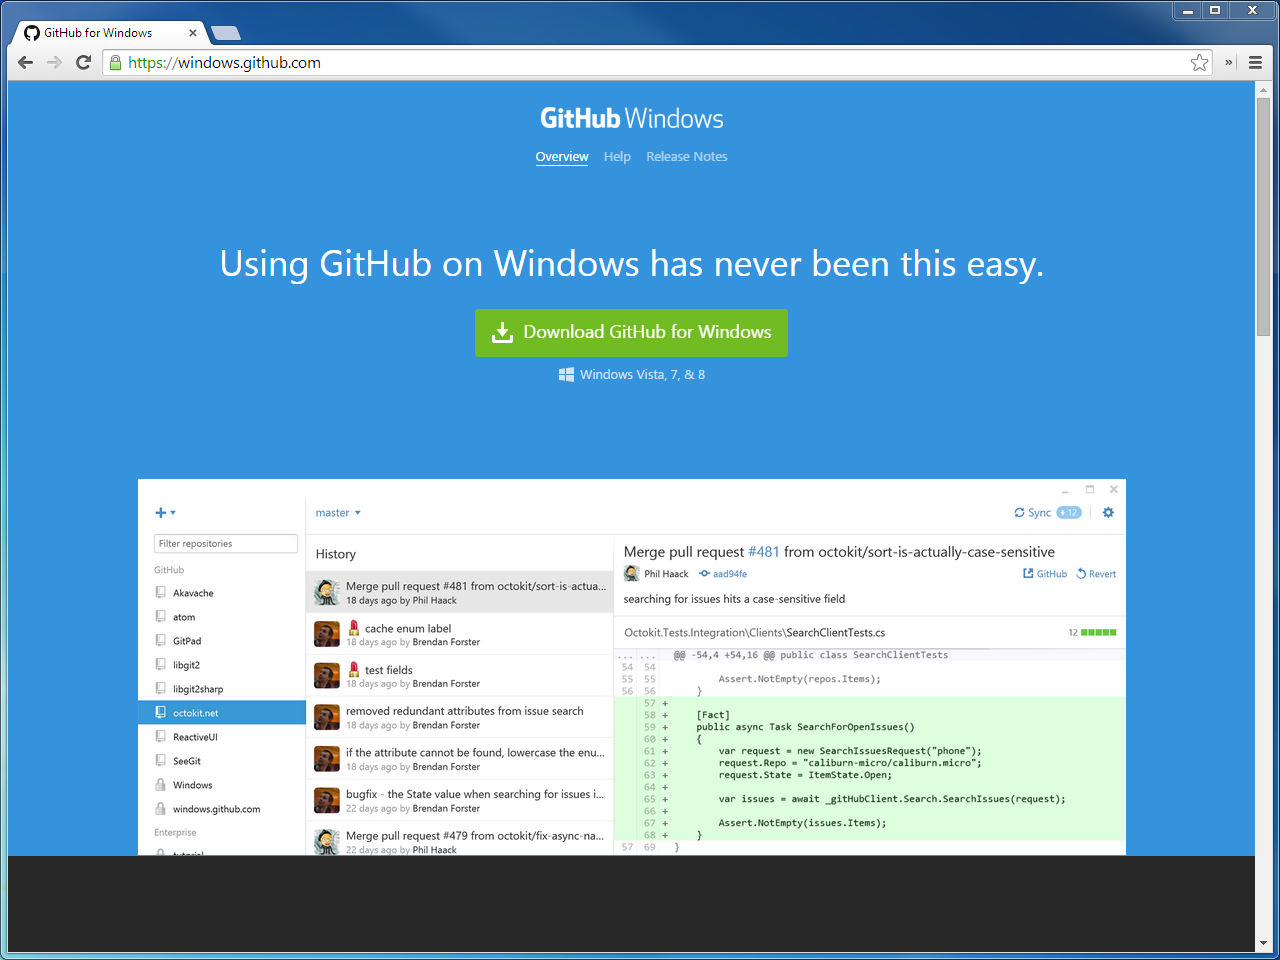 GitHub for Windows
https://windows.github.com
GitHub Windows
Overview Help Release Notes
Using GitHub on Windows has never been this easy.
Download GitHub for Windows
Windows Vista, 7, & 8
master
Sync 12
Filter repositories
GitHub
Akavache
atom
GitPad
libgit2
libgit2sharp
octokit.net
ReactiveUI
SeeGit
Windows
windows.github.com
Enterprise
tutorial
History
Merge pull request #481 from octokit/sort-is-actua...
18 days ago by Phil Haack
cache enum label
18 days ago by Brendan Forster
test fields
18 days ago by Brendan Forster
removed redundant attributes from issue search
18 days ago by Brendan Forster
if the attribute cannot be found, lowercase the enu...
18 days ago by Brendan Forster
bugfix - the State value when searching for issues i...
22 days ago by Brendan Forster
Merge pull request #479 from octokit/fix-async-na...
22 days ago by Phil Haack
Merge pull request #481 from octokit/sort-is-actually-case-sensitive
Phil Haack aad94fe GitHub Revert
searching for issues hits a case-sensitive field
Octokit.Tests.Integration\Clients\SearchClientTests.cs 12
... ... @@ -54,4 +54,16 @@ public class SearchClientTests
54 54
55 55 Assert.NotEmpty(repos.Items);
56 56 }
57 +
58 + [Fact]
59 + public async Task SearchForOpenIssues()
60 + {
61 + var request = new SearchIssuesRequest("phone");
62 + request.Repo = "caliburn-micro/caliburn.micro";
63 + request.State = ItemState.Open;
64 +
65 + var issues = await _gitHubClient.Search.SearchIssues(request);
66 +
67 + Assert.NotEmpty(issues.Items);
68 + }
57 69 }